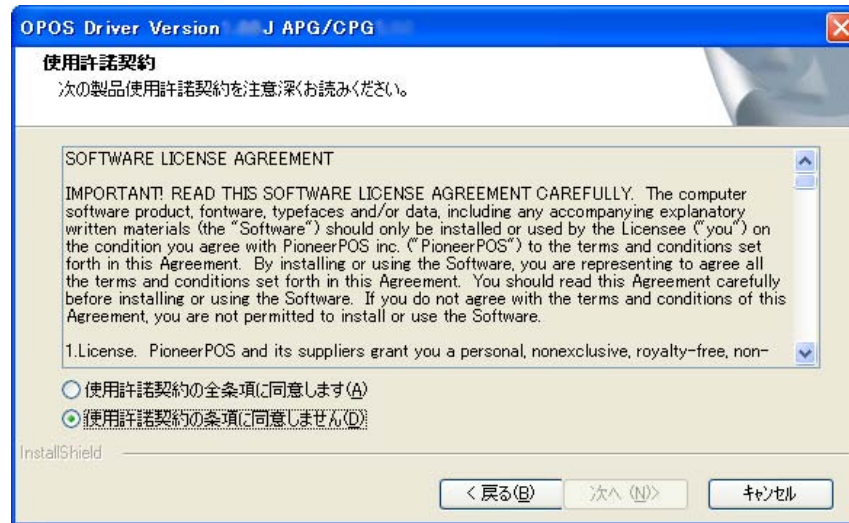 OPOS Driver Version J APG/CPG
使用許諾契約
次の製品使用許諾契約を注意深くお読みください。
SOFTWARE LICENSE AGREEMENT
IMPORTANT! READ THIS SOFTWARE LICENSE AGREEMENT CAREFULLY. The computer
software product, fontware, typefaces and/or data, including any accompanying explanatory
written materials (the "Software") should only be installed or used by the Licensee ("you") on
the condition you agree with PioneerPOS inc. ("PioneerPOS") to the terms and conditions set
forth in this Agreement. By installing or using the Software, you are representing to agree all
the terms and conditions set forth in this Agreement. You should read this Agreement carefully
before installing or using the Software. If you do not agree with the terms and conditions of this
Agreement, you are not permitted to install or use the Software.
1.License. PioneerPOS and its suppliers grant you a personal, nonexclusive, royalty-free, non-
使用許諾契約の全条項に同意します(A)
使用許諾契約の条項に同意しません(D)
InstallShield
< 戻る(B)
次へ (N)>
キャンセル